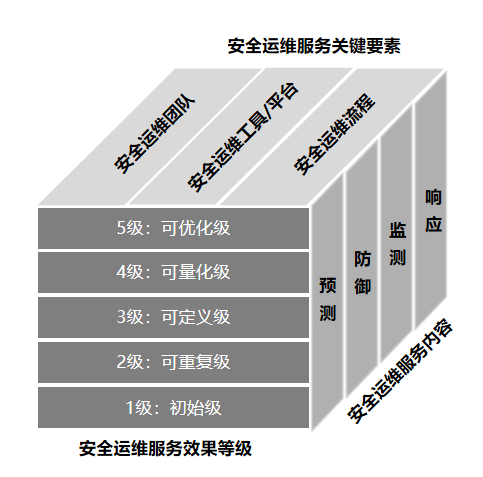 安全运维服务关键要素
安全运维团队
安全运维工具/平台
安全运维流程
5级：可优化级
4级：可量化级
3级：可定义级
2级：可重复级
1级：初始级
预测
防御
监测
响应
安全运维服务内容
安全运维服务效果等级